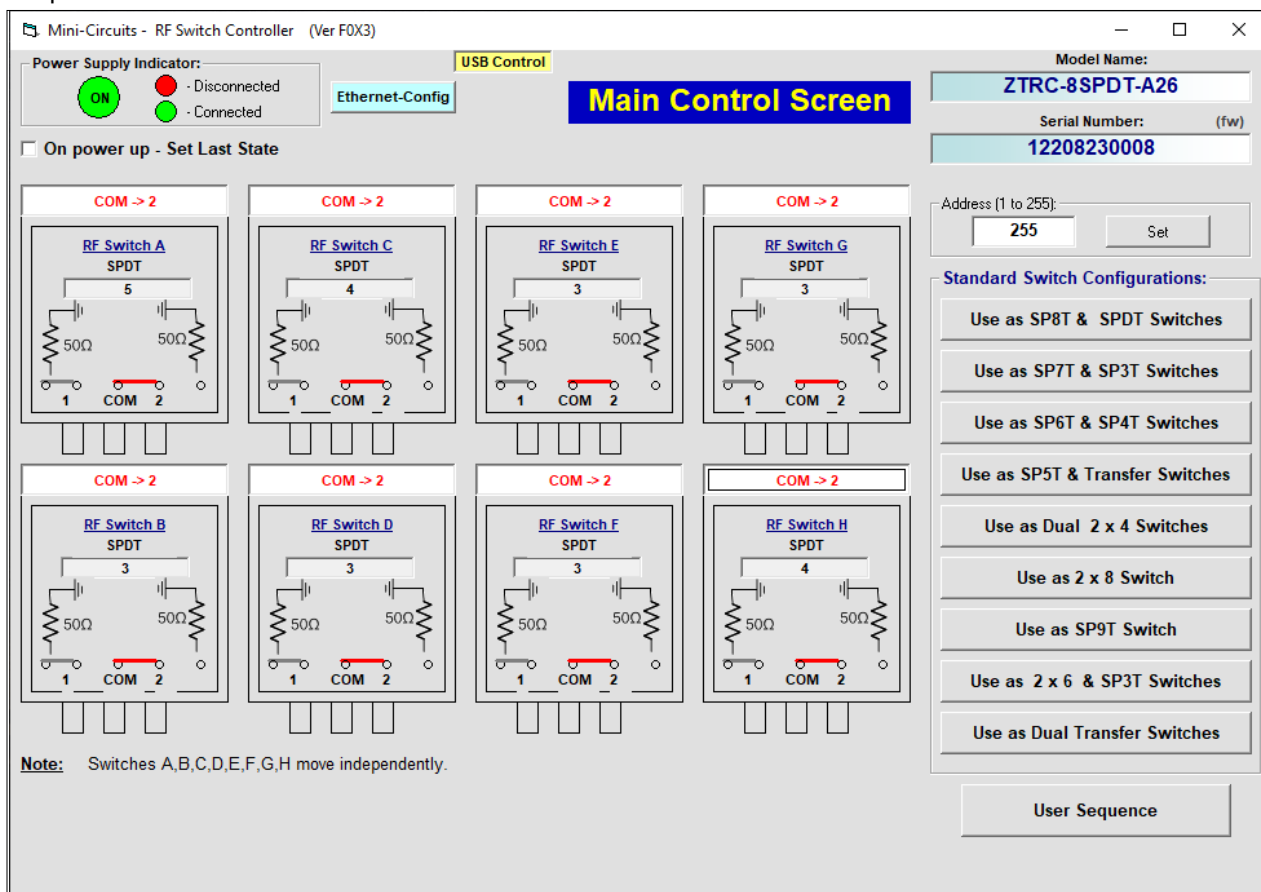 Mini-Circuits - RF Switch Controller (Ver F0X3)
Power Supply Indicator:
ON
- Disconnected
- Connected
USB Control
Ethernet-Config
Main Control Screen
Model Name:
ZTRC-8SPDT-A26
Serial Number: (fw)
12208230008
On power up - Set Last State
Address (1 to 255):
255 Set
COM -> 2 COM -> 2 COM -> 2 COM -> 2
RF Switch A RF Switch C RF Switch E RF Switch G
SPDT SPDT SPDT SPDT
5 4 3 3
50Ω 50Ω 50Ω 50Ω 50Ω 50Ω 50Ω 50Ω
1 COM 2 1 COM 2 1 COM 2 1 COM 2
COM -> 2 COM -> 2 COM -> 2 COM -> 2
RF Switch B RF Switch D RF Switch F RF Switch H
SPDT SPDT SPDT SPDT
3 3 3 4
50Ω 50Ω 50Ω 50Ω 50Ω 50Ω 50Ω 50Ω
1 COM 2 1 COM 2 1 COM 2 1 COM 2
Note: Switches A,B,C,D,E,F,G,H move independently.
Standard Switch Configurations:
Use as SP8T & SPDT Switches
Use as SP7T & SP3T Switches
Use as SP6T & SP4T Switches
Use as SP5T & Transfer Switches
Use as Dual 2 x 4 Switches
Use as 2 x 8 Switch
Use as SP9T Switch
Use as 2 x 6 & SP3T Switches
Use as Dual Transfer Switches
User Sequence